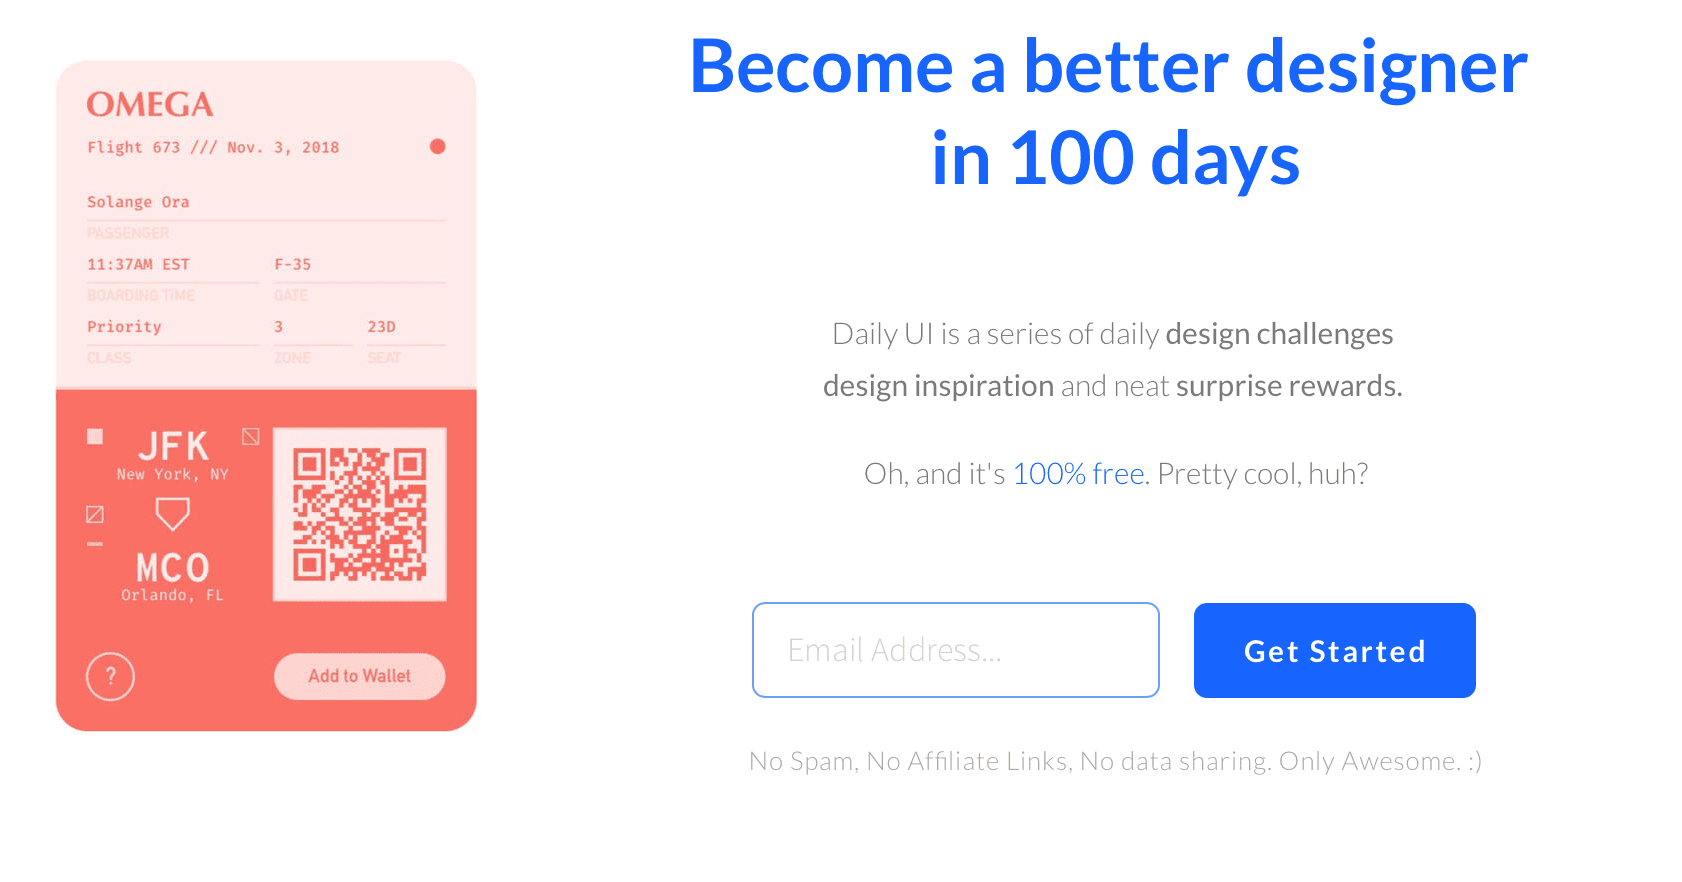 OMEGA
Flight 673 /// Nov. 3, 2018
Solange Ora
PASSENGER
11:37AM EST F-35
BOARDING TIME GATE
Priority 3 23D
CLASS ZONE SEAT
JFK
New York, NY
MCO
Orlando, FL
?
Add to Wallet
Become a better designer
in 100 days
Daily UI is a series of daily design challenges
design inspiration and neat surprise rewards.
Oh, and it's 100% free. Pretty cool, huh?
Email Address...
Get Started
No Spam, No Affiliate Links, No data sharing. Only Awesome. :)